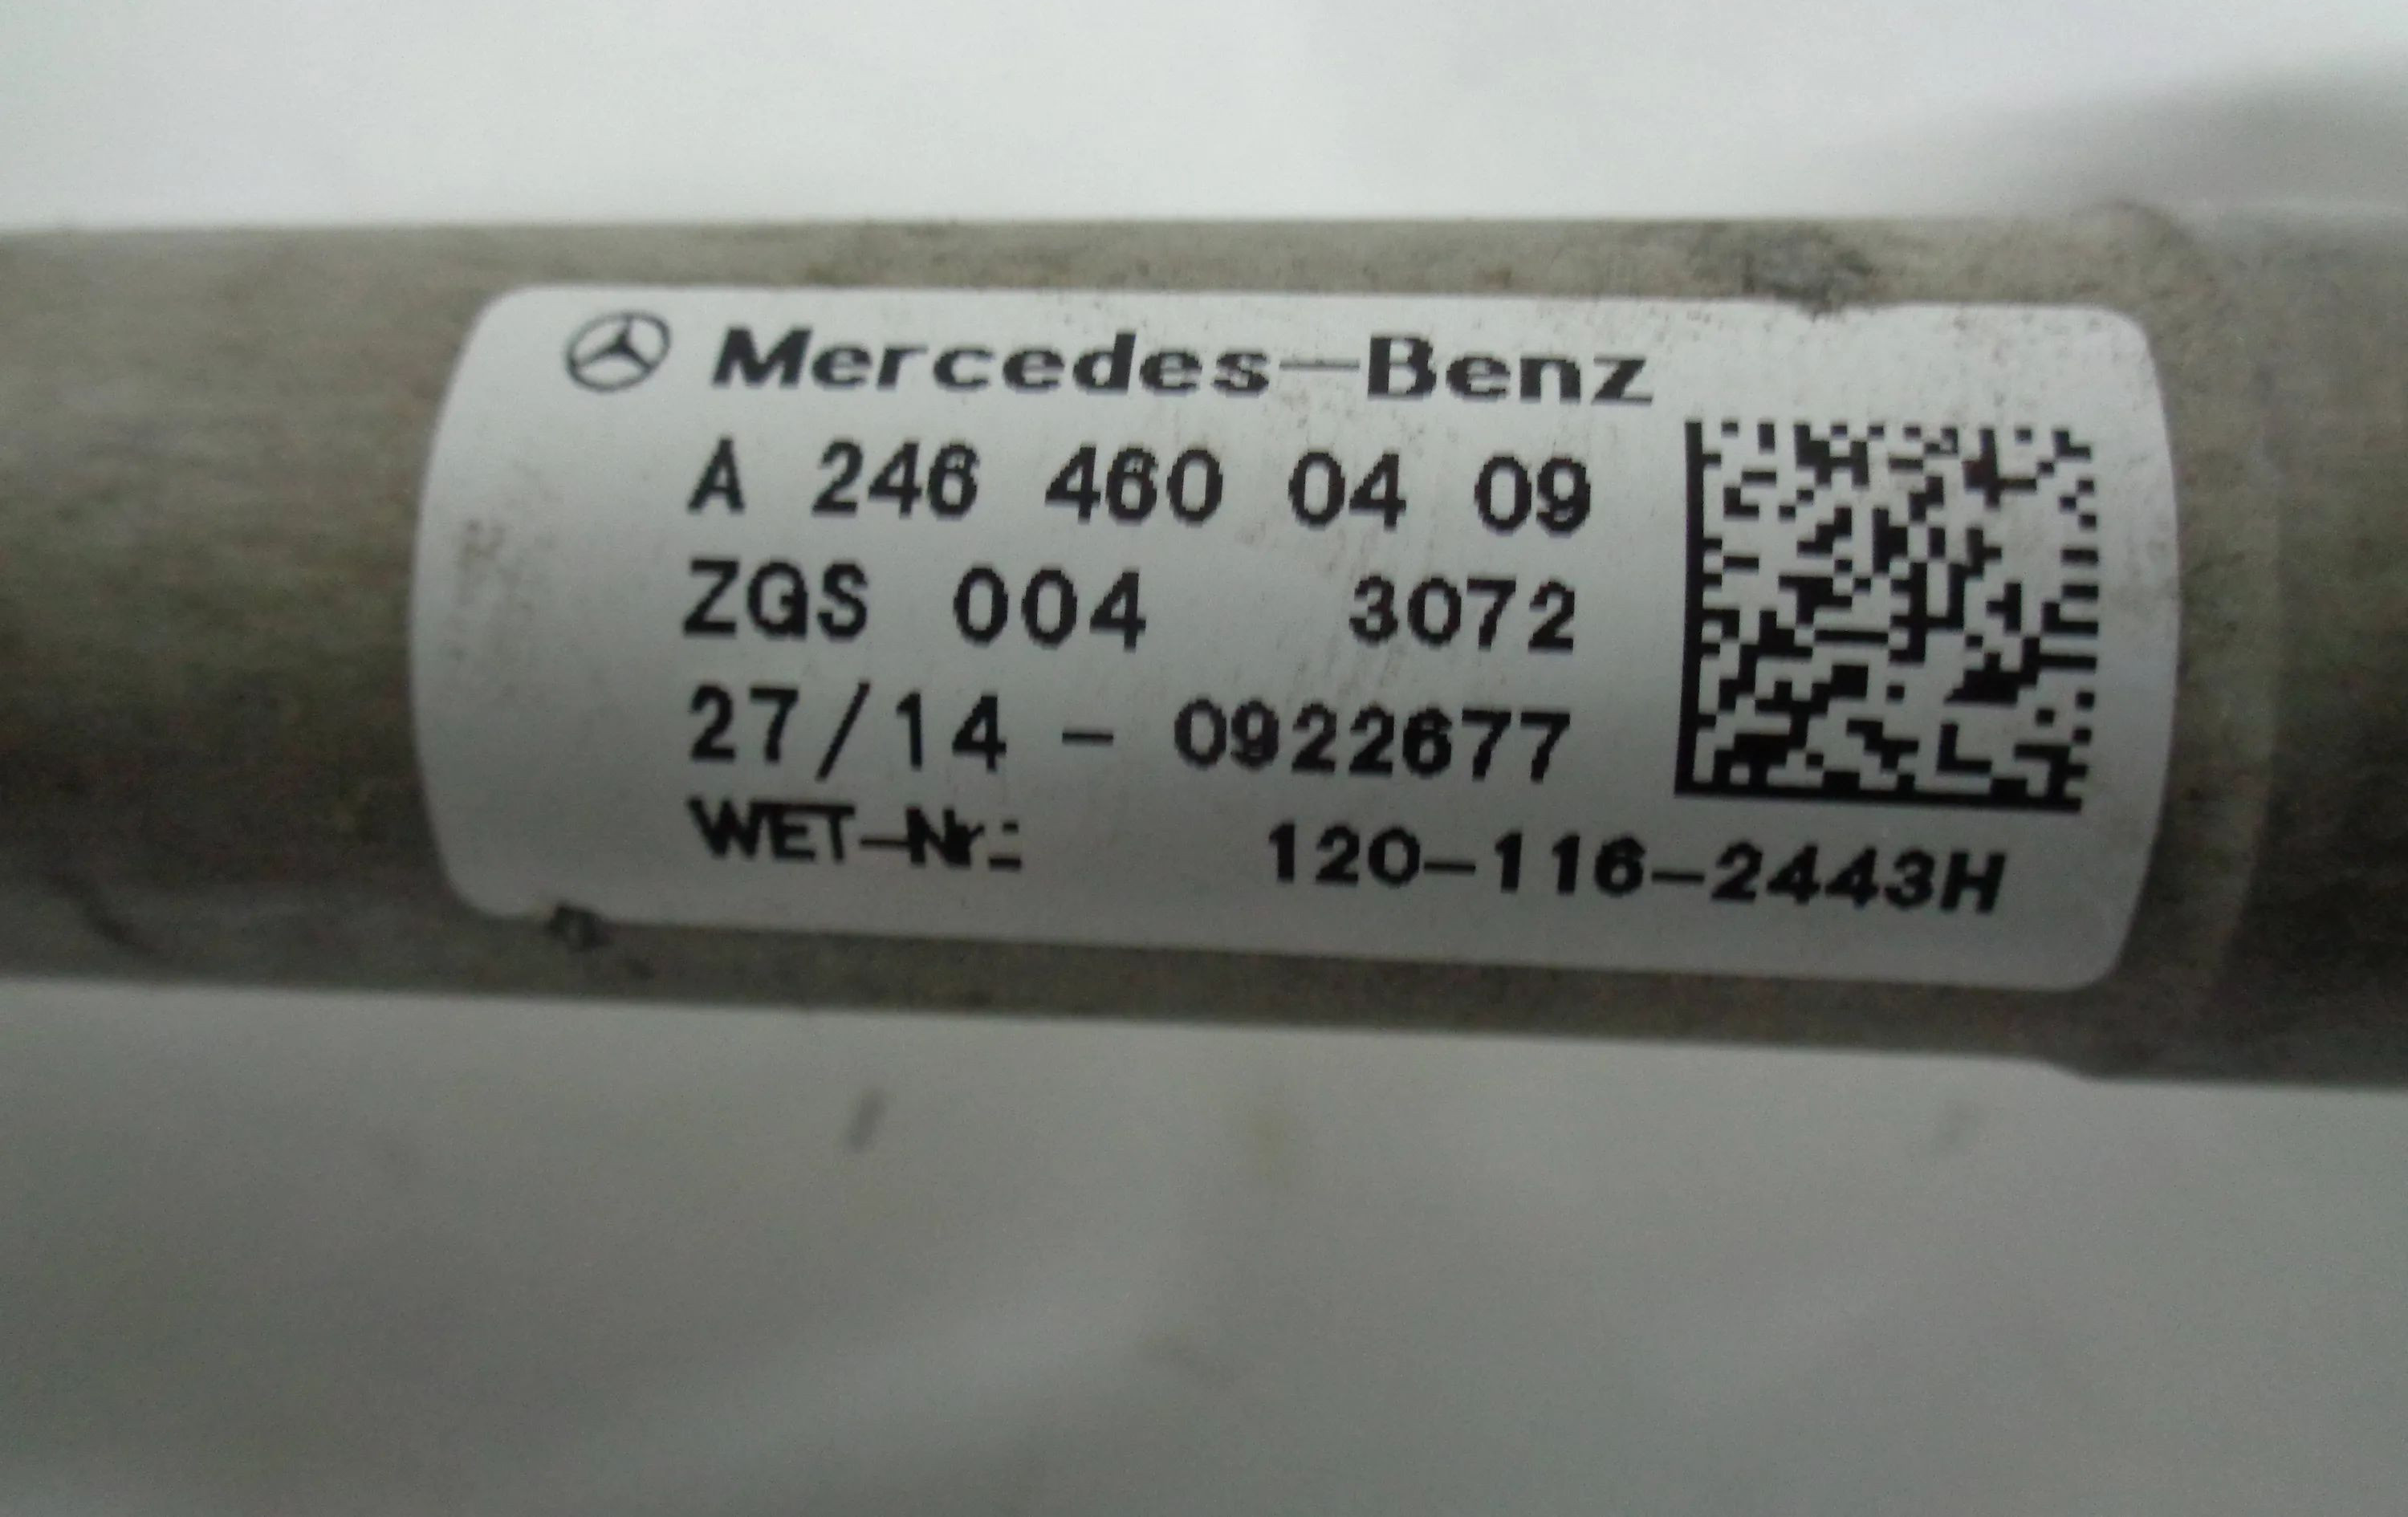 Mercedes-Benz
A 246 460 04 09
ZGS 004 3072
27/14 - 0922677
WET-Nr.: 120-116-2443H